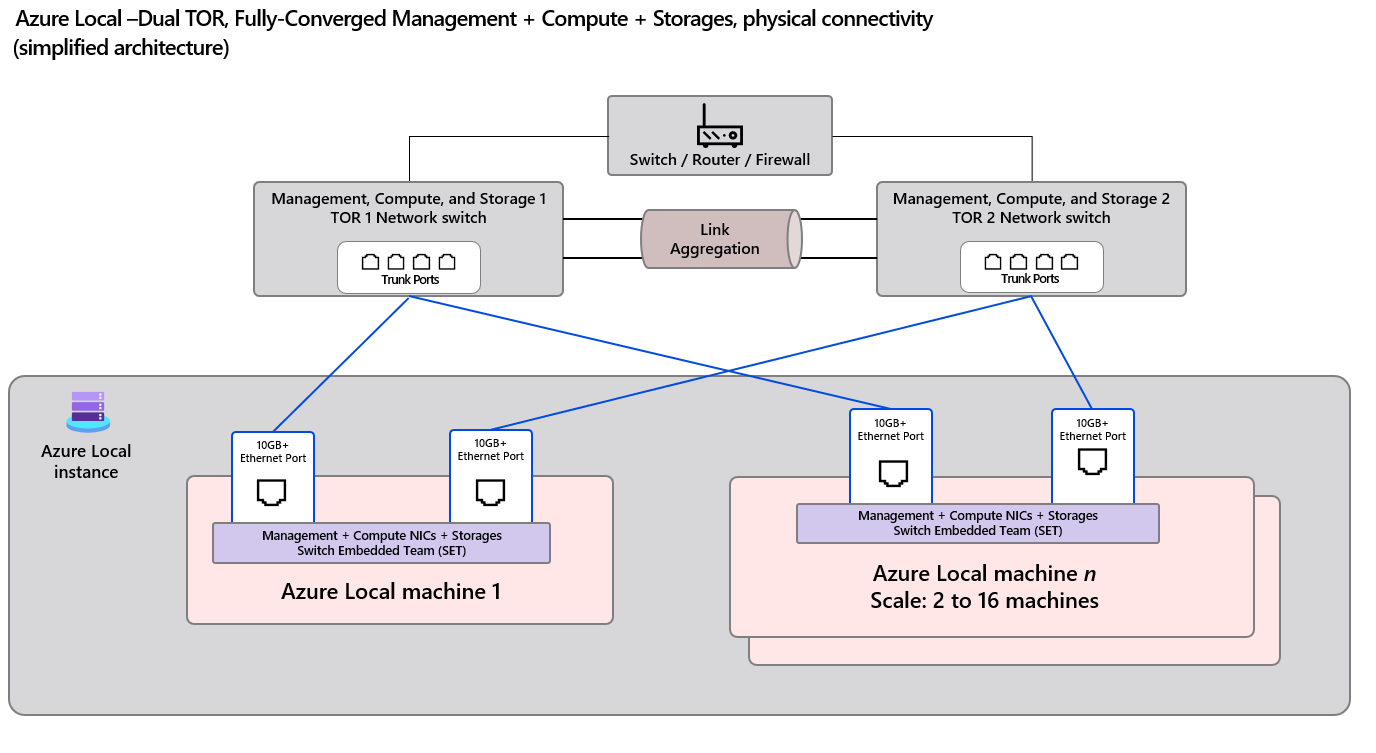 Azure Local –Dual TOR, Fully-Converged Management + Compute + Storages, physical connectivity
(simplified architecture)
Switch / Router / Firewall
Management, Compute, and Storage 1
TOR 1 Network switch
Trunk Ports
Link
Aggregation
Management, Compute, and Storage 2
TOR 2 Network switch
Trunk Ports
Azure Local
instance
10GB+
Ethernet Port
10GB+
Ethernet Port
Management + Compute NICs + Storages
Switch Embedded Team (SET)
Azure Local machine 1
10GB+
Ethernet Port
10GB+
Ethernet Port
Management + Compute NICs + Storages
Switch Embedded Team (SET)
Azure Local machine n
Scale: 2 to 16 machines